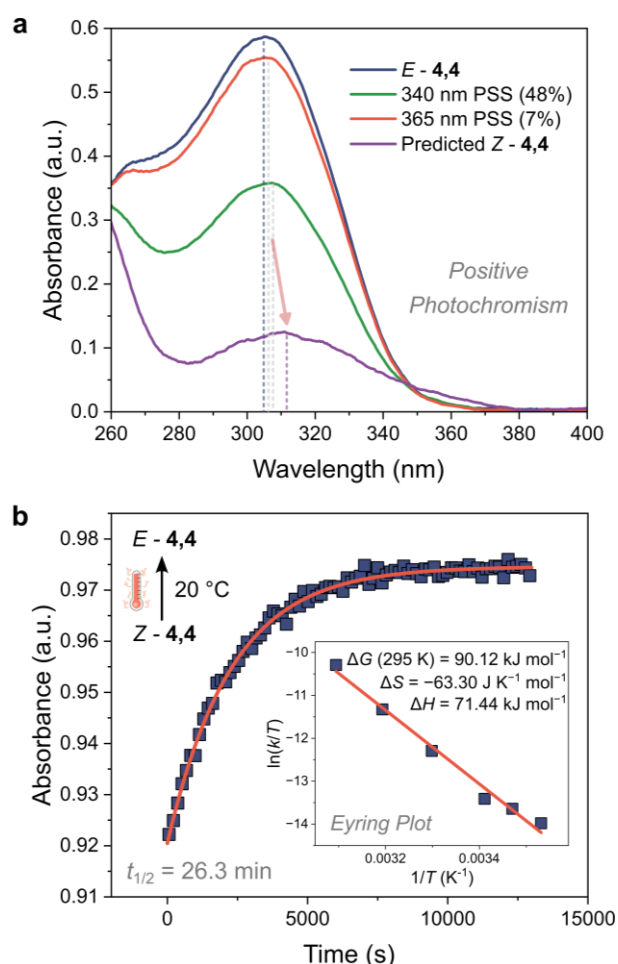 a
0.6
0.5
0.4
0.3
0.2
0.1
0.0
Absorbance (a.u.)
E - 4,4
340 nm PSS (48%)
365 nm PSS (7%)
Predicted Z - 4,4
Positive
Photochromism
260 280 300 320 340 360 380 400
Wavelength (nm)
b
0.98
0.97
0.96
0.95
0.94
0.93
0.92
0.91
Absorbance (a.u.)
E - 4,4
20 °C
Z - 4,4
t1/2 = 26.3 min
ΔG (295 K) = 90.12 kJ mol⁻¹
ΔS = −63.30 J K⁻¹ mol⁻¹
ΔH = 71.44 kJ mol⁻¹
−10
−11
−12
−13
−14
ln(k/T)
Eyring Plot
0.0032 0.0034
1/T (K⁻¹)
0 5000 10000 15000
Time (s)